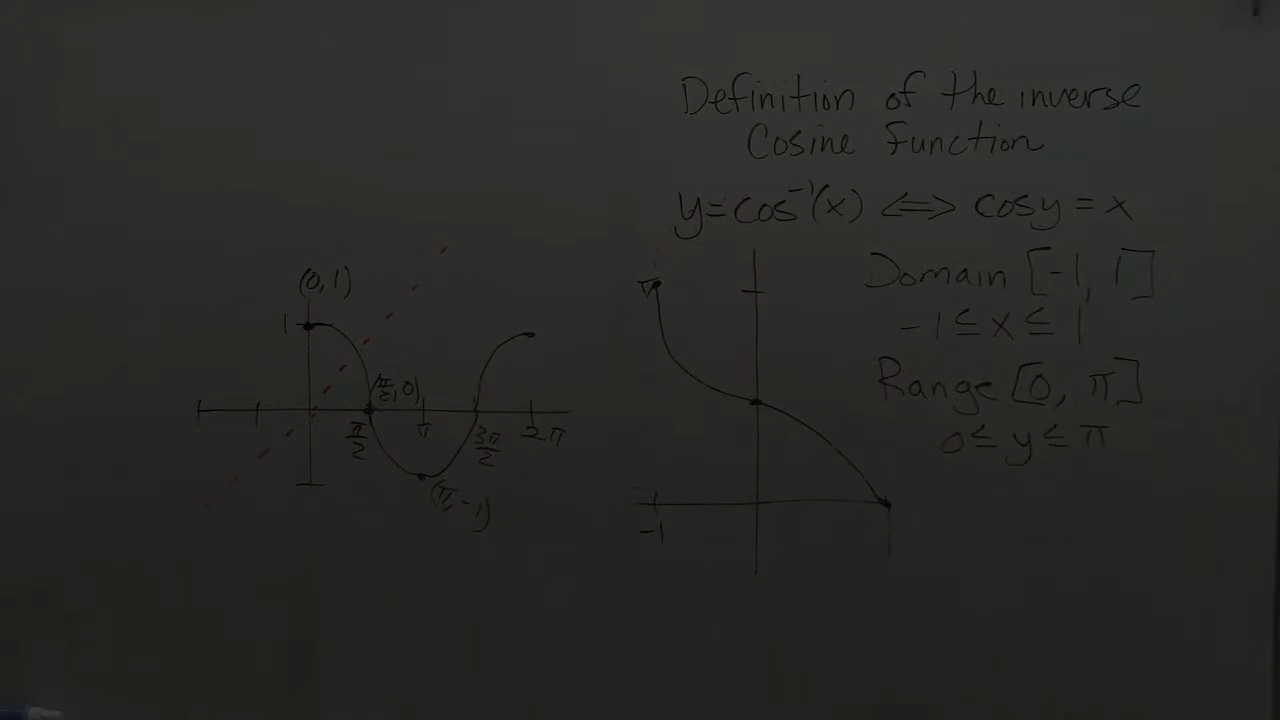 Definition of the inverse
Cosine Function
y=cos⁻¹(x) ⟺ cosy = x
Domain [-1, 1]
-1 ≤ x ≤ 1
Range [0, π]
0 ≤ y ≤ π
(0, 1)
1
(π/2, 0)
π/2
π
3π/2
2π
(π, -1)
π
-1